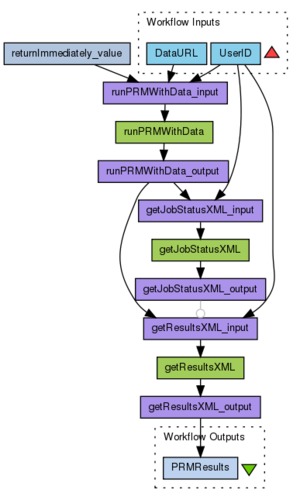 Workflow Inputs
returnImmediately_value
DataURL
UserID
runPRMWithData_input
runPRMWithData
runPRMWithData_output
getJobStatusXML_input
getJobStatusXML
getJobStatusXML_output
getResultsXML_input
getResultsXML
getResultsXML_output
Workflow Outputs
PRMResults